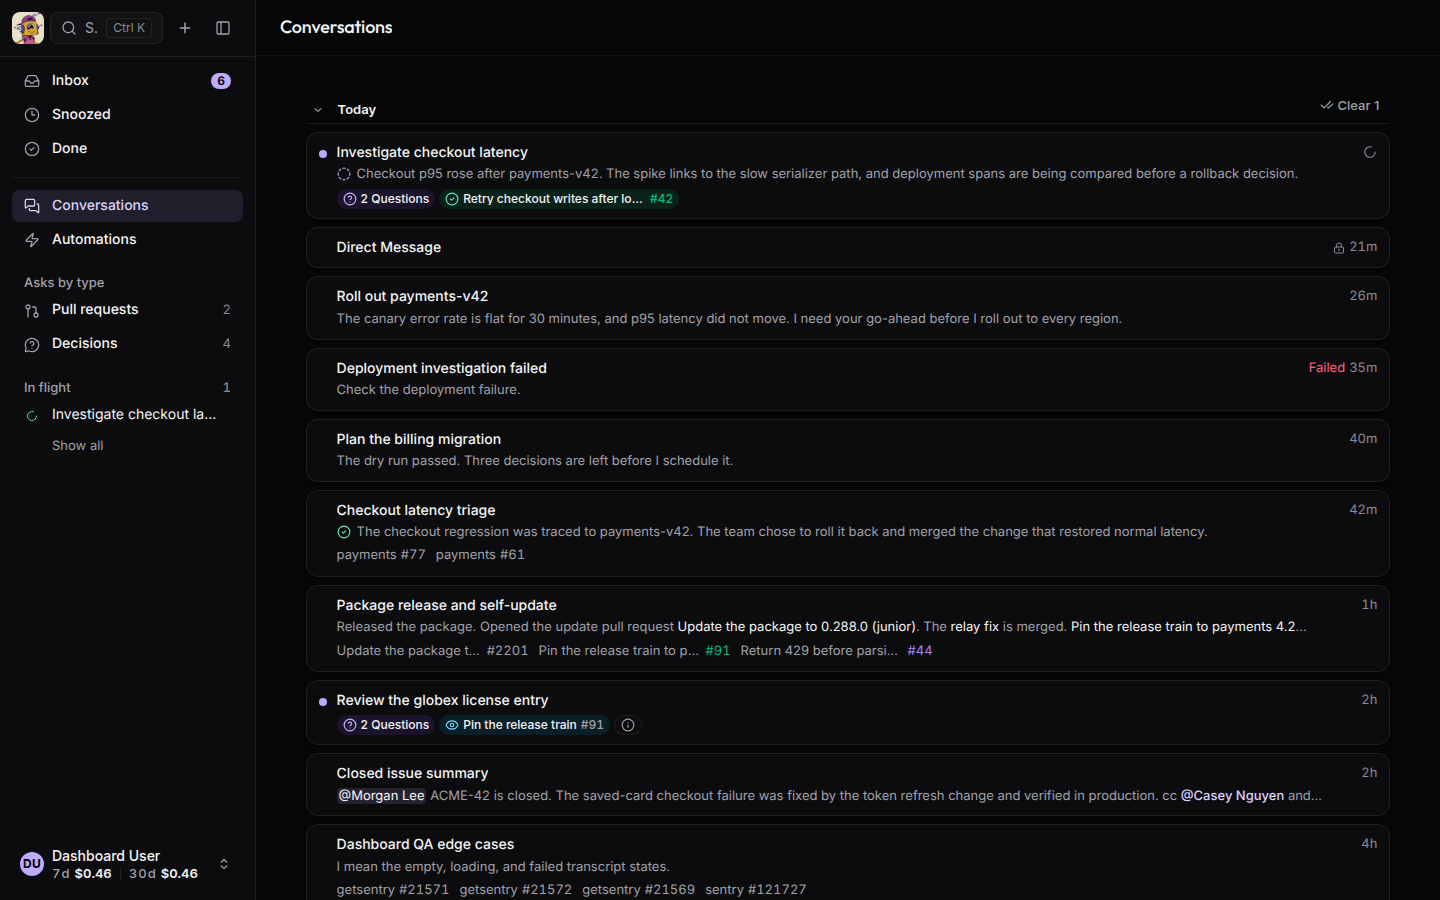 S. Ctrl K
Inbox 6
Snoozed
Done
Conversations
Automations
Asks by type
Pull requests 2
Decisions 4
In flight 1
Investigate checkout la...
Show all
DU Dashboard User
7d $0.46 30d $0.46
Conversations
Today Clear 1
Investigate checkout latency
Checkout p95 rose after payments-v42. The spike links to the slow serializer path, and deployment spans are being compared before a rollback decision.
2 Questions Retry checkout writes after lo... #42
Direct Message 21m
Roll out payments-v42 26m
The canary error rate is flat for 30 minutes, and p95 latency did not move. I need your go-ahead before I roll out to every region.
Deployment investigation failed Failed 35m
Check the deployment failure.
Plan the billing migration 40m
The dry run passed. Three decisions are left before I schedule it.
Checkout latency triage 42m
The checkout regression was traced to payments-v42. The team chose to roll it back and merged the change that restored normal latency.
payments #77 payments #61
Package release and self-update 1h
Released the package. Opened the update pull request Update the package to 0.288.0 (junior). The relay fix is merged. Pin the release train to payments 4.2...
Update the package t... #2201 Pin the release train to p... #91 Return 429 before parsi... #44
Review the globex license entry 2h
2 Questions Pin the release train #91
Closed issue summary 2h
@Morgan Lee ACME-42 is closed. The saved-card checkout failure was fixed by the token refresh change and verified in production. cc @Casey Nguyen and...
Dashboard QA edge cases 4h
I mean the empty, loading, and failed transcript states.
getsentry #21571 getsentry #21572 getsentry #21569 sentry #121727